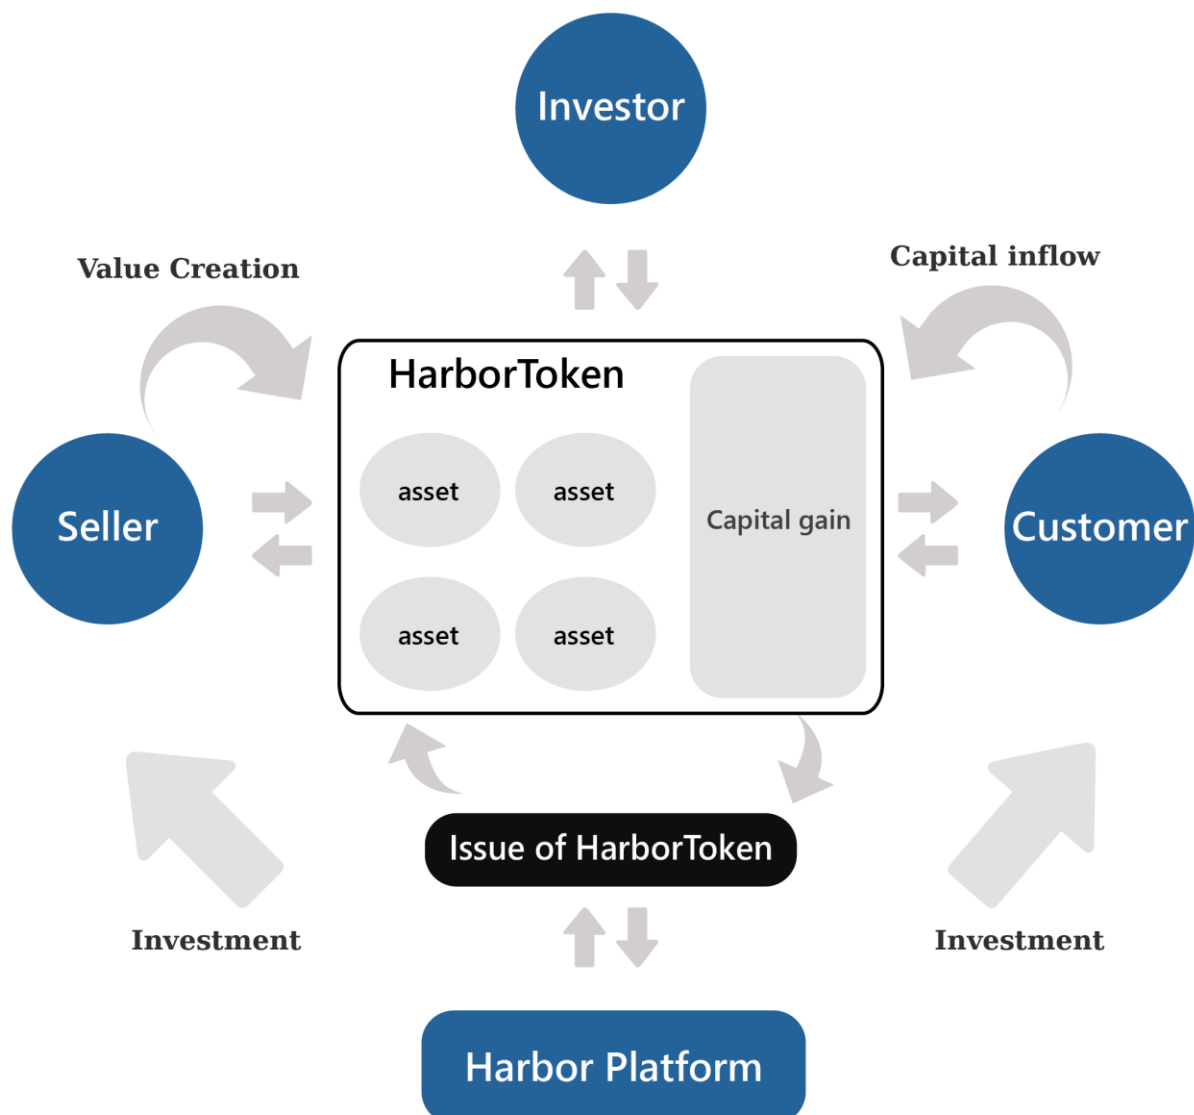 Investor
Value Creation
Capital inflow
HarborToken
asset
asset
Capital gain
Seller
Customer
asset
asset
Issue of HarborToken
Investment
Investment
Harbor Platform